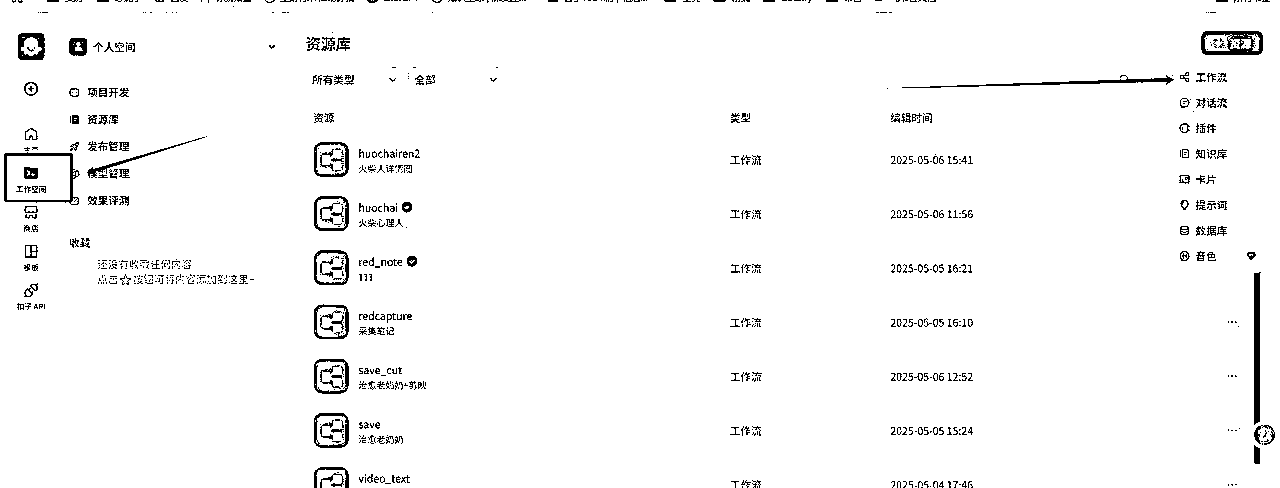 个人空间
项目开发
资源库
发布管理
模型管理
效果评测
收藏
还没有收藏任何内容
点击☆按钮可将内容添加到这里~
工作空间
商店
模板
扣子 API
资源库
资源
所有类型
全部
工作流
对话流
插件
知识库
卡片
提示词
数据库
音色
资源 类型 编辑时间
huochairen2 工作流 2025-05-06 15:41
火柴人详情图
huochai 工作流 2025-05-06 11:56
火柴心理人
red_note 工作流 2025-05-05 16:21
111
redcapture 工作流 2025-05-05 16:10
采集笔记
save_cut 工作流 2025-05-06 12:52
治愈老奶奶+剪映
save 工作流 2025-05-05 15:24
治愈老奶奶
video_text 工作流 2025-05-04 17:46